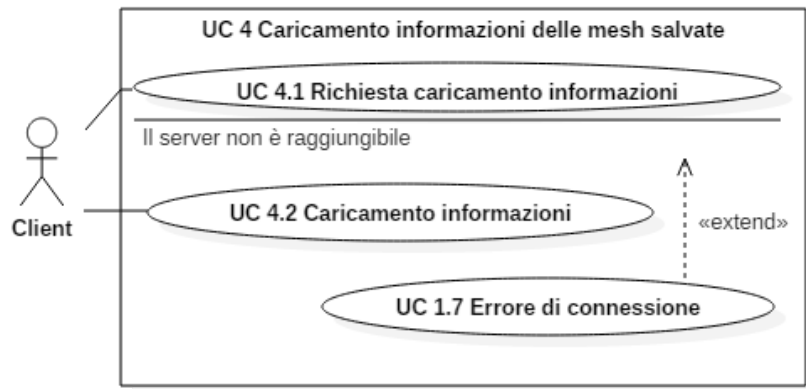 UC 4 Caricamento informazioni delle mesh salvate
UC 4.1 Richiesta caricamento informazioni
Il server non è raggiungibile
Client
UC 4.2 Caricamento informazioni
«extend»
UC 1.7 Errore di connessione